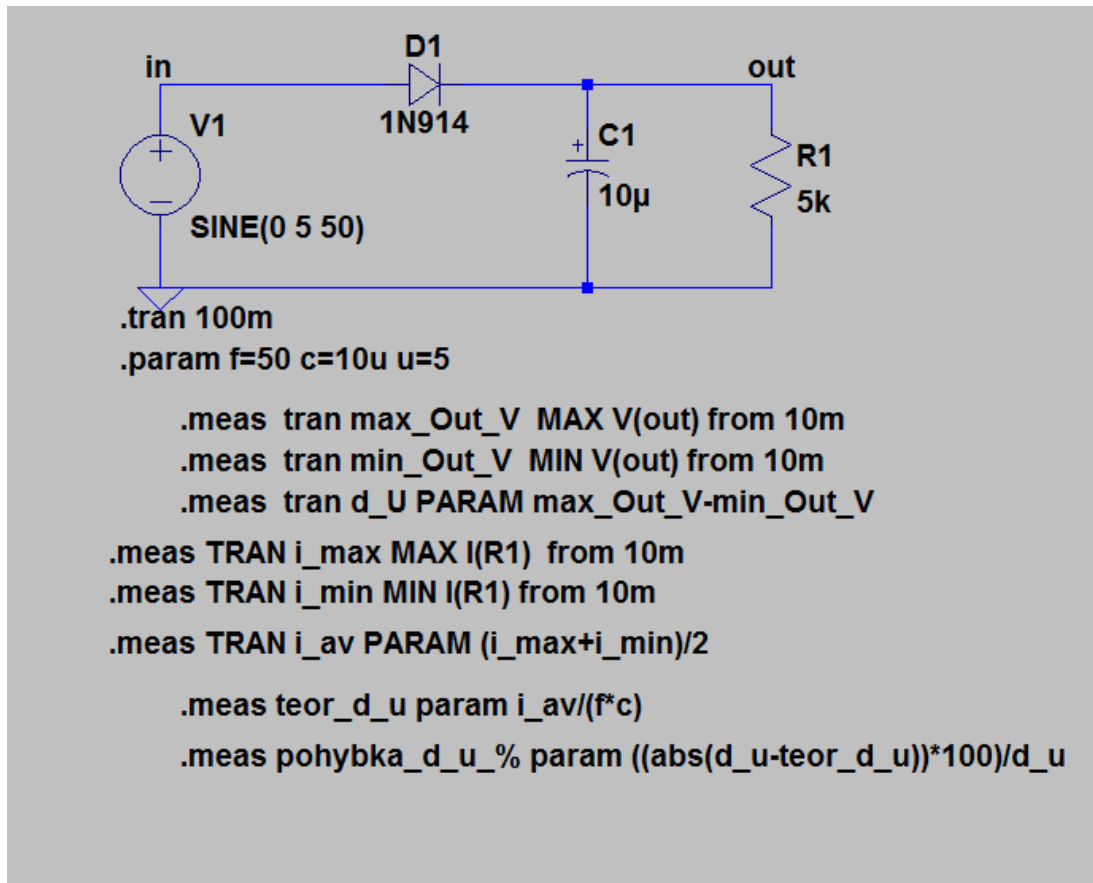 in
D1
out
V1
1N914
+
C1
R1
10µ
5k
SINE(0 5 50)
.tran 100m
.param f=50 c=10u u=5
.meas  tran max_Out_V  MAX V(out) from 10m
.meas  tran min_Out_V  MIN V(out) from 10m
.meas  tran d_U PARAM max_Out_V-min_Out_V
.meas TRAN i_max MAX I(R1)  from 10m
.meas TRAN i_min MIN I(R1) from 10m
.meas TRAN i_av PARAM (i_max+i_min)/2
.meas teor_d_u param i_av/(f*c)
.meas pohybka_d_u_% param ((abs(d_u-teor_d_u))*100)/d_u